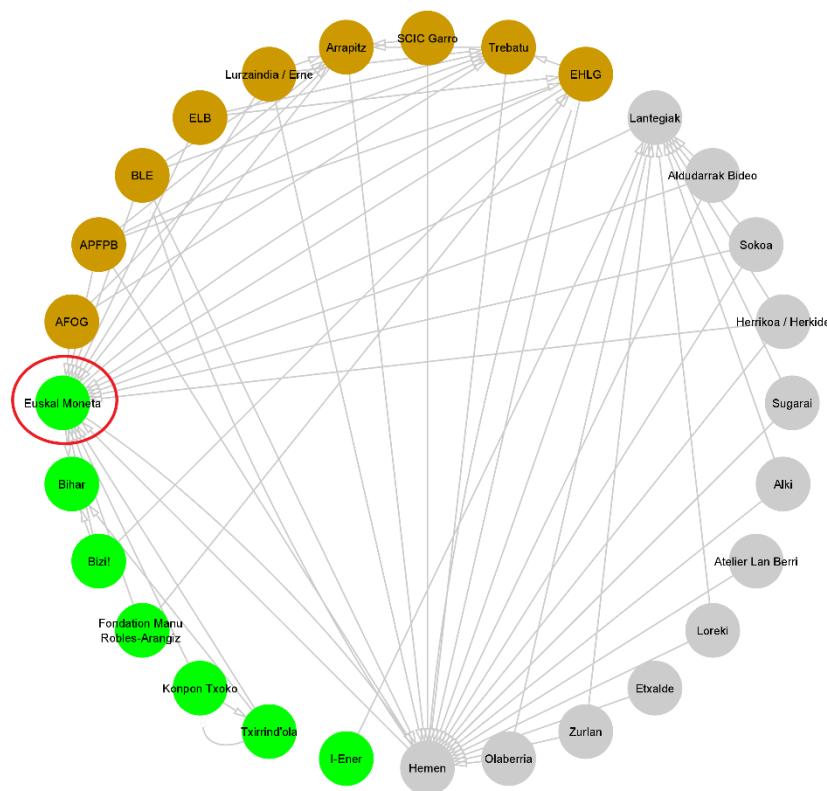 SCIC Garro
Arrapitz
Trebatu
Lurzaindia / Erne
EHLG
ELB
Lantegiak
BLE
Aldudarrak Bideo
APFPB
Sokoa
AFOG
Herrikoa / Herkide
Euskal Moneta
Sugarai
Bihar
Alki
Bizi!
Atelier Lan Berri
Fondation Manu
Robles-Arangiz
Loreki
Konpon Txoko
Etxalde
Txirrind'ola
Zurlan
I-Ener
Olaberria
Hemen